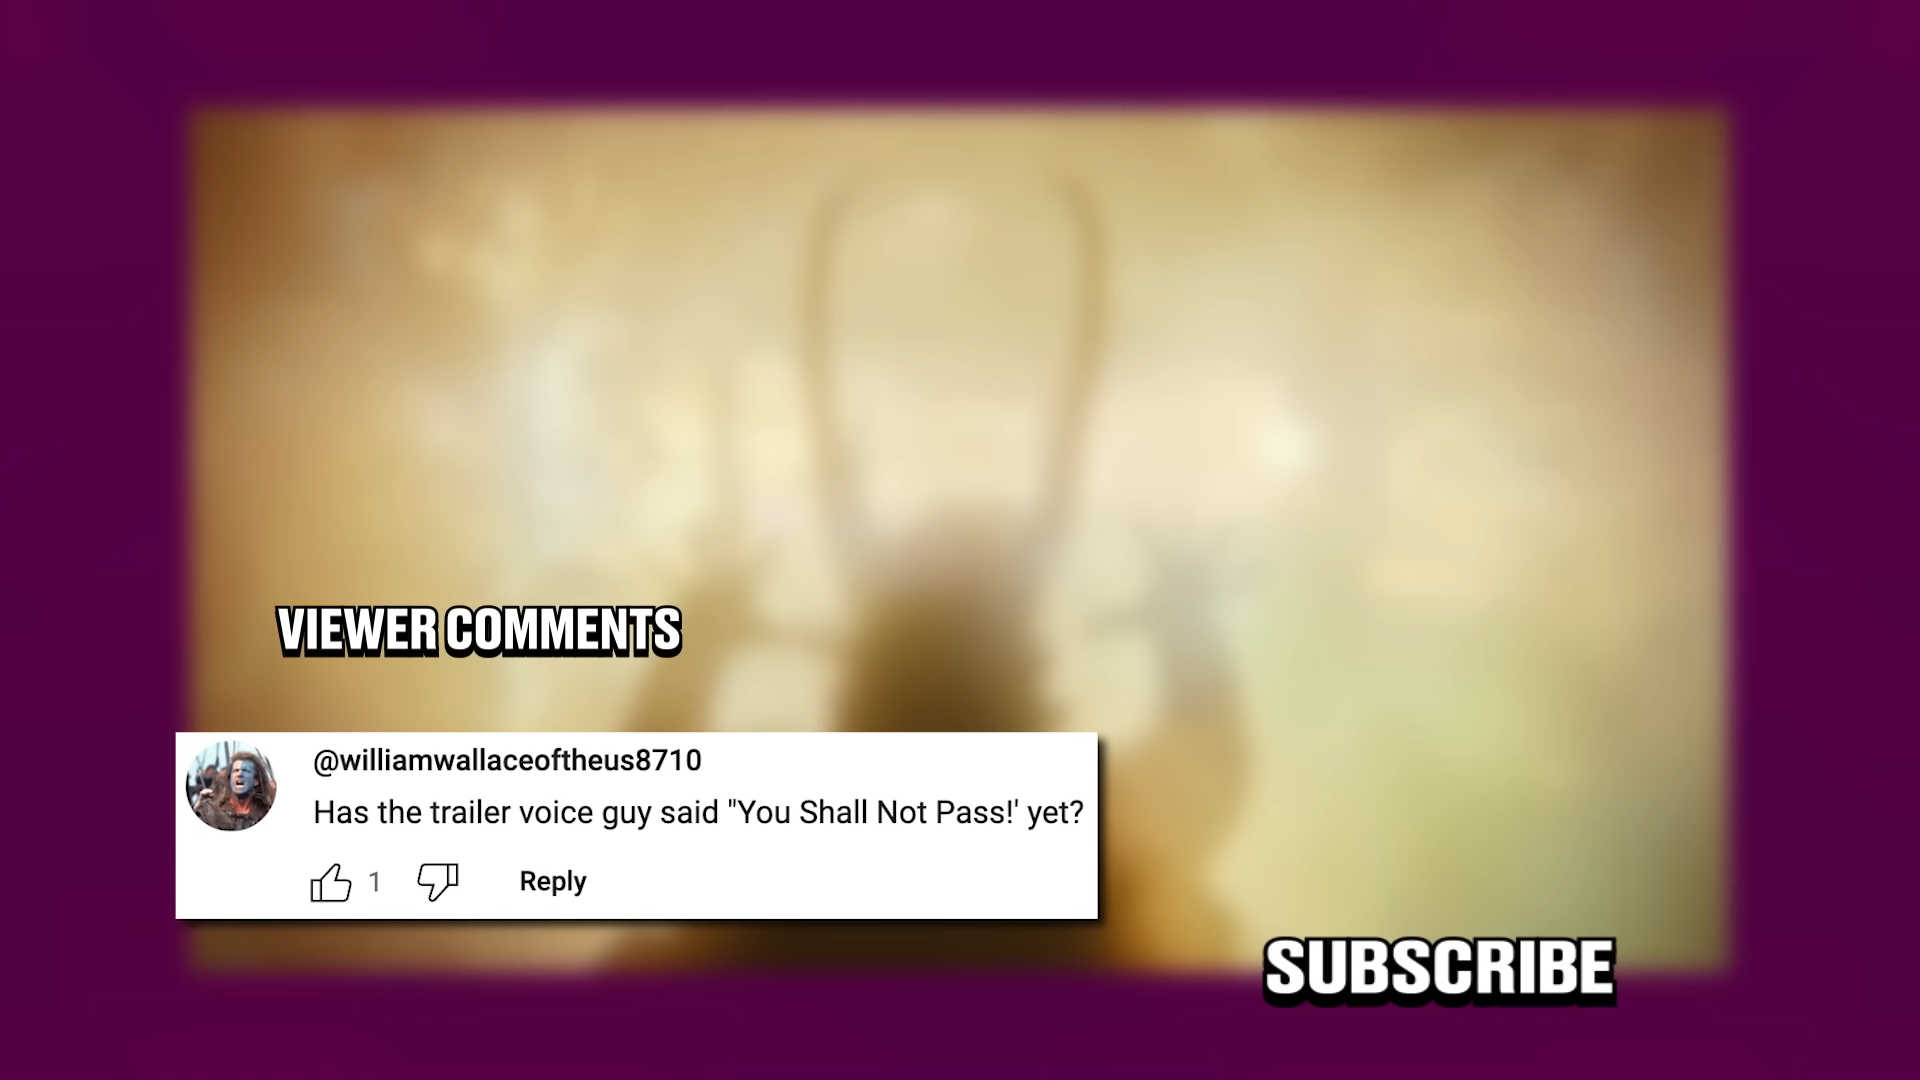 VIEWER COMMENTS
@williamwallaceoftheus8710
Has the trailer voice guy said "You Shall Not Pass!' yet?
1
Reply
SUBSCRIBE